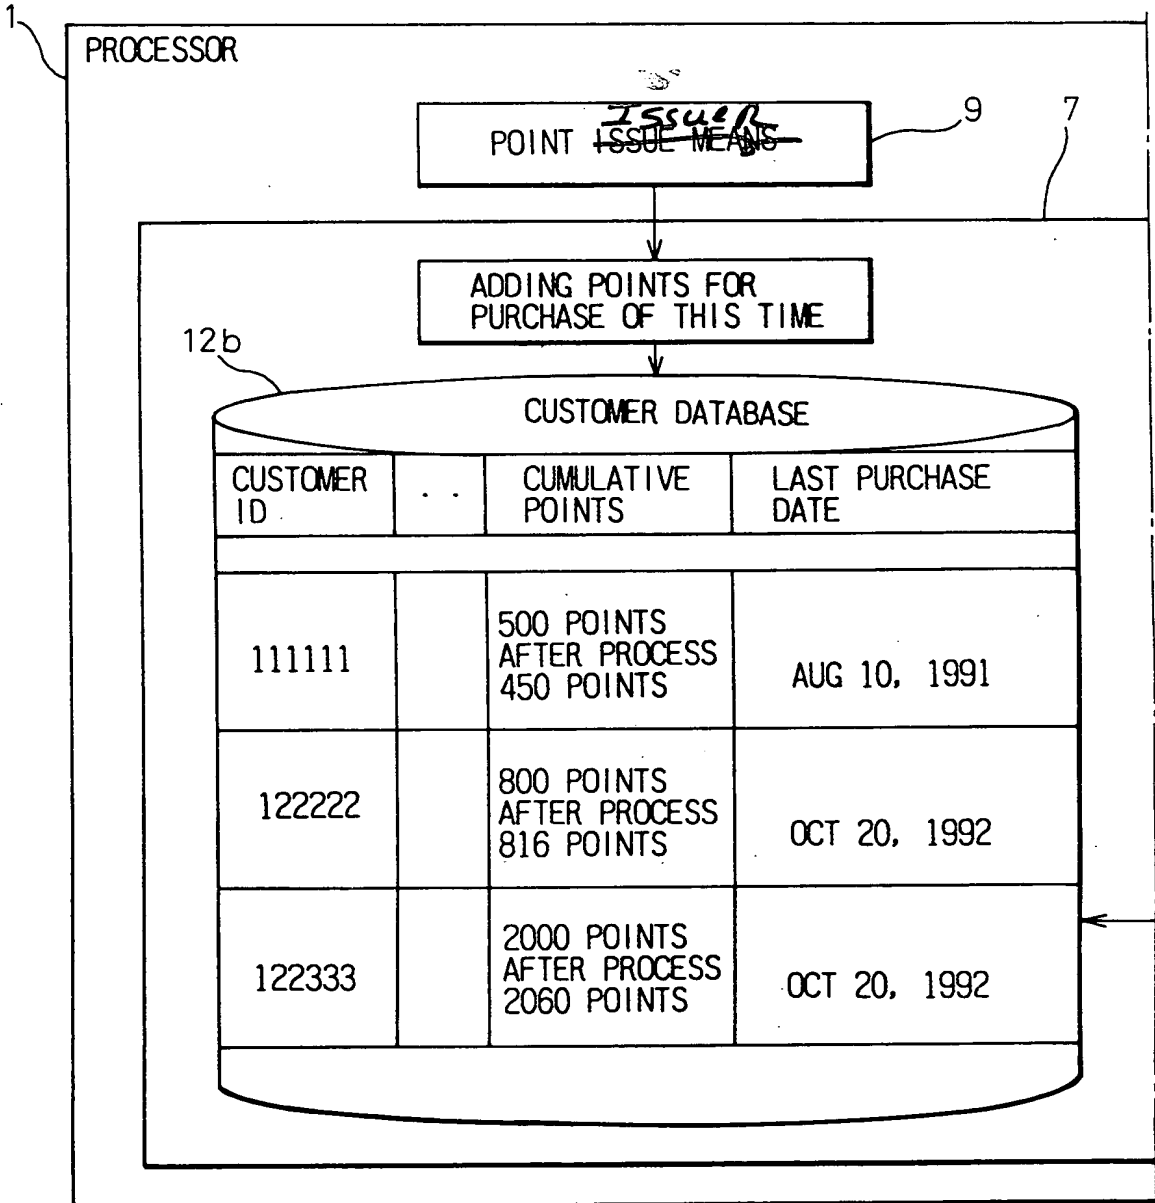 1
PROCESSOR
Issuer
POINT ISSUE MEANS
9
7
ADDING POINTS FOR
PURCHASE OF THIS TIME
12b
CUSTOMER DATABASE
CUSTOMER
ID
. .
CUMULATIVE
POINTS
LAST PURCHASE
DATE
111111
500 POINTS
AFTER PROCESS
450 POINTS
AUG 10, 1991
122222
800 POINTS
AFTER PROCESS
816 POINTS
OCT 20, 1992
122333
2000 POINTS
AFTER PROCESS
2060 POINTS
OCT 20, 1992